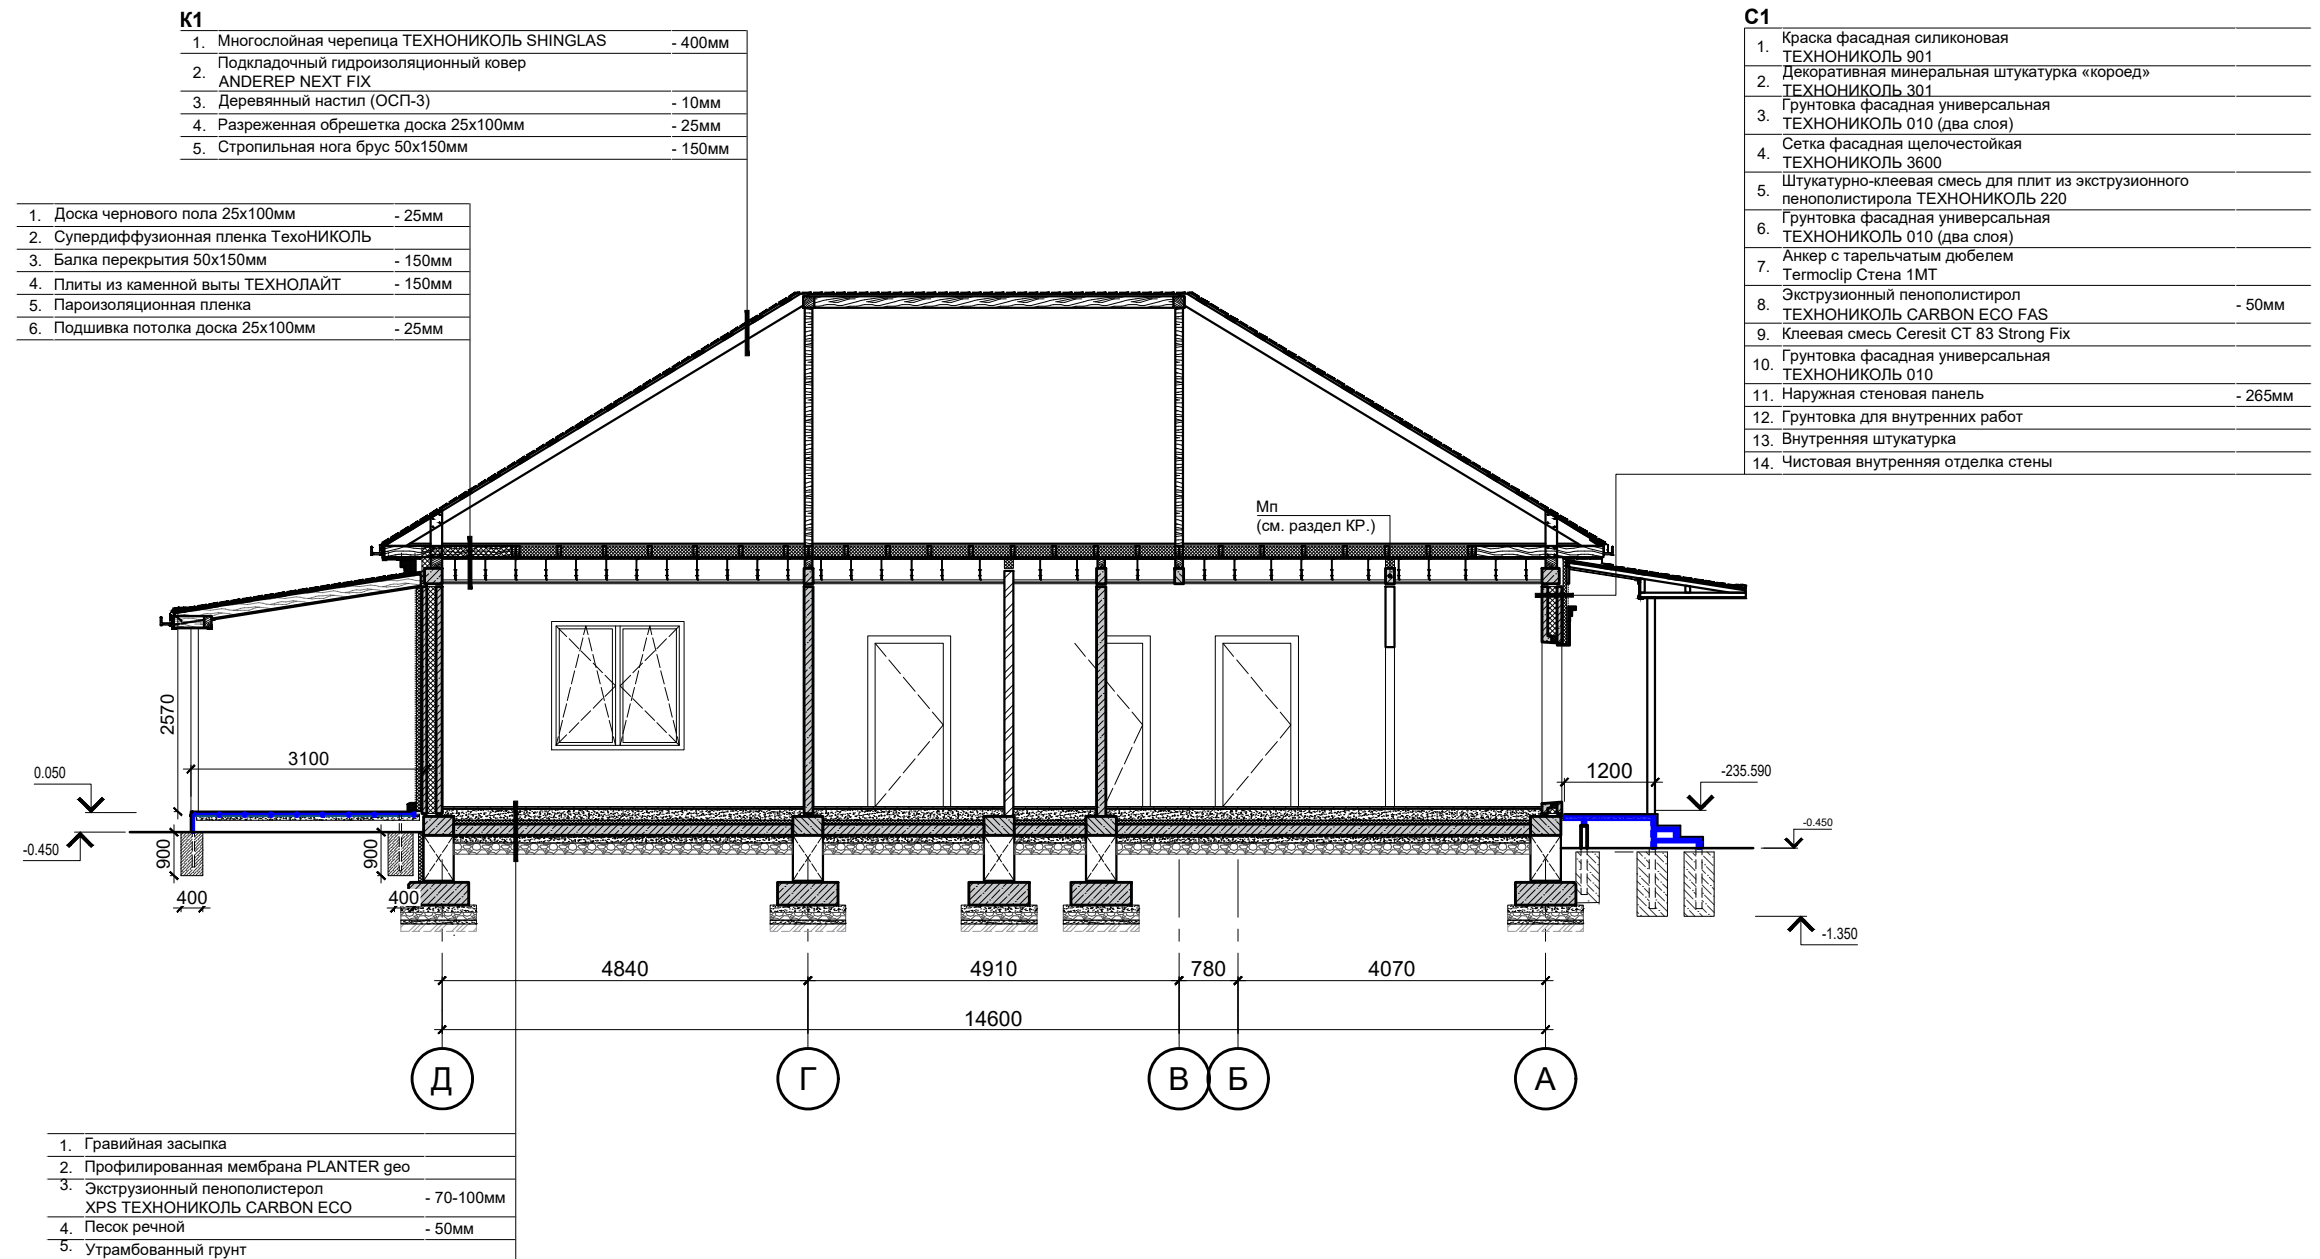 К1
1. Многослойная черепица ТЕХНОНИКОЛЬ SHINGLAS - 400мм
2. Подкладочный гидроизоляционный ковер
ANDEREP NEXT FIX
3. Деревянный настил (ОСП-3) - 10мм
4. Разреженная обрешетка доска 25х100мм - 25мм
5. Стропильная нога брус 50х150мм - 150мм
1. Доска чернового пола 25х100мм - 25мм
2. Супердиффузионная пленка ТехоНИКОЛЬ
3. Балка перекрытия 50х150мм - 150мм
4. Плиты из каменной выты ТЕХНОЛАЙТ - 150мм
5. Пароизоляционная пленка
6. Подшивка потолка доска 25х100мм - 25мм
С1
1. Краска фасадная силиконовая
ТЕХНОНИКОЛЬ 901
2. Декоративная минеральная штукатурка «короед»
ТЕХНОНИКОЛЬ 301
3. Грунтовка фасадная универсальная
ТЕХНОНИКОЛЬ 010 (два слоя)
4. Сетка фасадная щелочестойкая
ТЕХНОНИКОЛЬ 3600
5. Штукатурно-клеевая смесь для плит из экструзионного
пенополистирола ТЕХНОНИКОЛЬ 220
6. Грунтовка фасадная универсальная
ТЕХНОНИКОЛЬ 010 (два слоя)
7. Анкер с тарельчатым дюбелем
Termoclip Стена 1МТ
8. Экструзионный пенополистирол
ТЕХНОНИКОЛЬ CARBON ECO FAS - 50мм
9. Клеевая смесь Ceresit CT 83 Strong Fix
10. Грунтовка фасадная универсальная
ТЕХНОНИКОЛЬ 010
11. Наружная стеновая панель - 265мм
12. Грунтовка для внутренних работ
13. Внутренняя штукатурка
14. Чистовая внутренняя отделка стены
Мп
(см. раздел КР.)
2570
3100
0.050
-0.450
900
900
400
400
1200
-235.590
-0.450
-1.350
4840
4910
780
4070
14600
Д
Г
В
Б
А
1. Гравийная засыпка
2. Профилированная мембрана PLANTER geo
3. Экструзионный пенополистерол
XPS ТЕХНОНИКОЛЬ CARBON ECO - 70-100мм
4. Песок речной - 50мм
5. Утрамбованный грунт